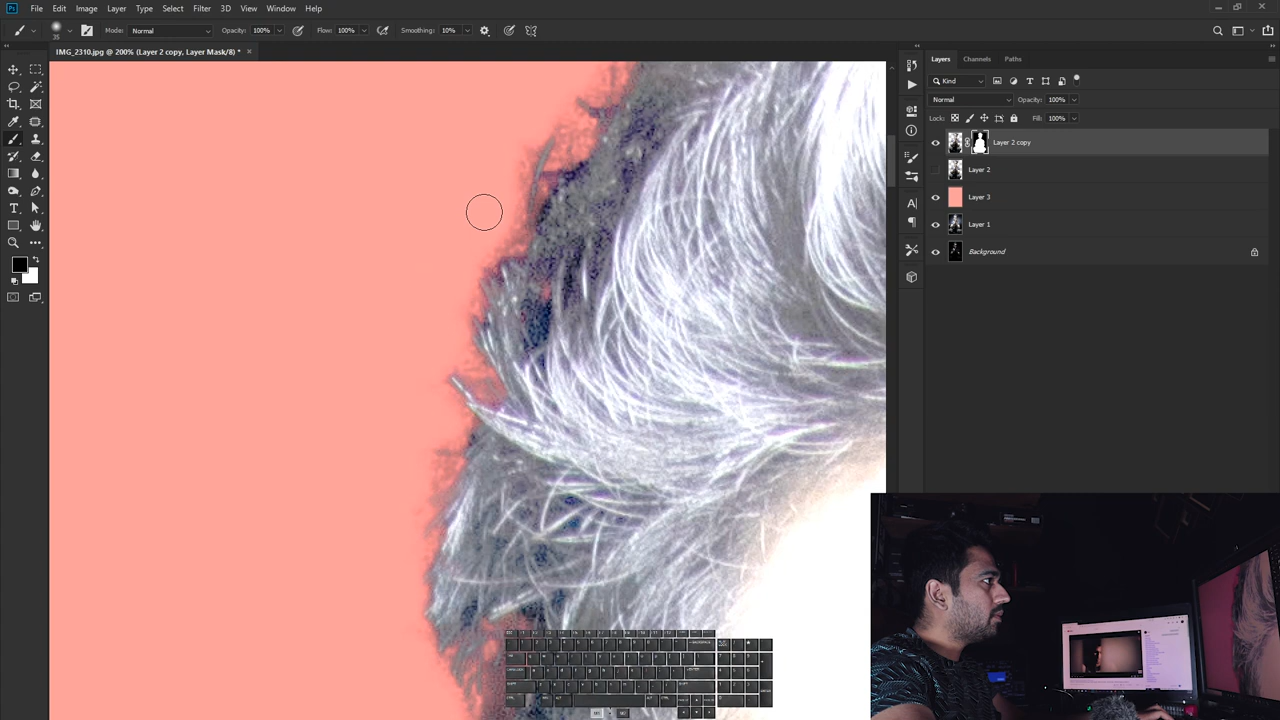 Ps File Edit Image Layer Type Select Filter 3D View Window Help
35 Mode: Normal Opacity: 100% Flow: 100% Smoothing: 10%
IMG_2310.jpg @ 200% (Layer 2 copy, Layer Mask/8) *
Layers Channels Paths
Kind
Normal Opacity: 100%
Lock: Fill: 100%
Layer 2 copy
Layer 2
Layer 3
Layer 1
Background